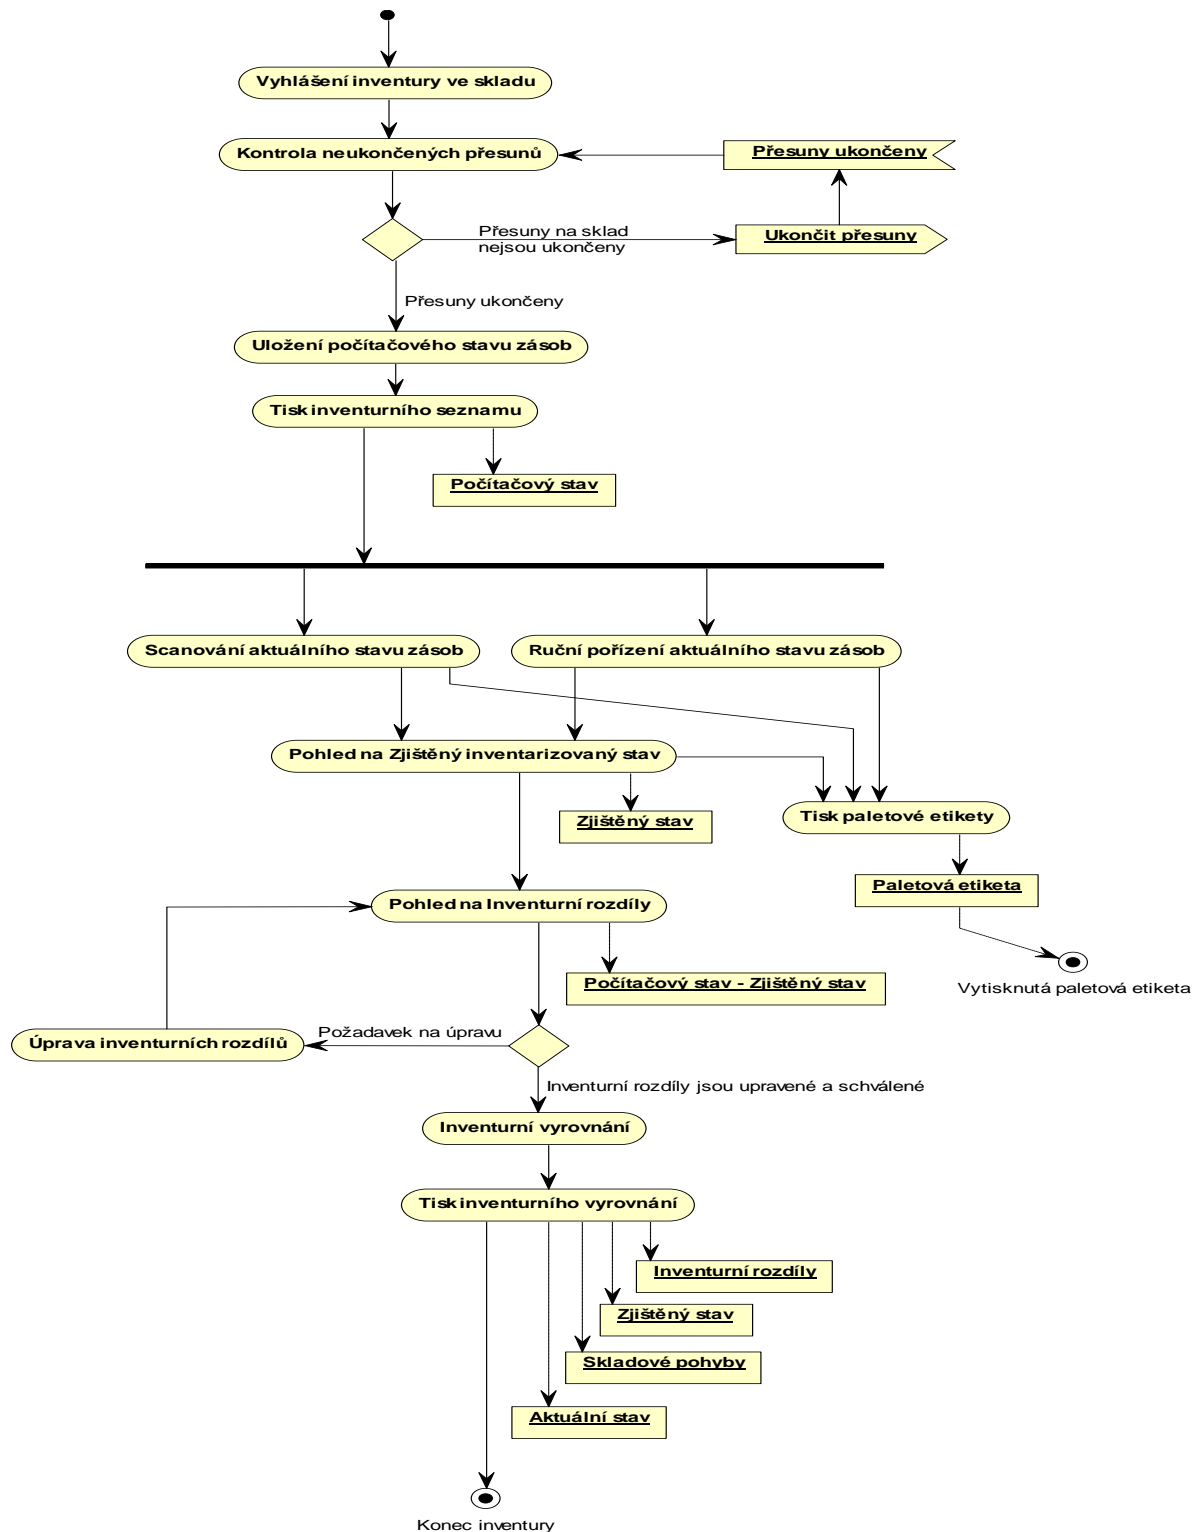 Vyhlášení inventury ve skladu
Kontrola neukončených přesunů
Přesuny ukončeny
Přesuny na sklad
nejsou ukončeny
Ukončit přesuny
Přesuny ukončeny
Uložení počítačového stavu zásob
Tisk inventurního seznamu
Počítačový stav
Scanování aktuálního stavu zásob
Ruční pořízení aktuálního stavu zásob
Pohled na Zjištěný inventarizovaný stav
Zjištěný stav
Tisk paletové etikety
Paletová etiketa
Pohled na Inventurní rozdíly
Počítačový stav - Zjištěný stav
Vytisknutá paletová etiketa
Požadavek na úpravu
Úprava inventurních rozdílů
Inventurní rozdíly jsou upravené a schválené
Inventurní vyrovnání
Tisk inventurního vyrovnání
Inventurní rozdíly
Zjištěný stav
Skladové pohyby
Aktuální stav
Konec inventury